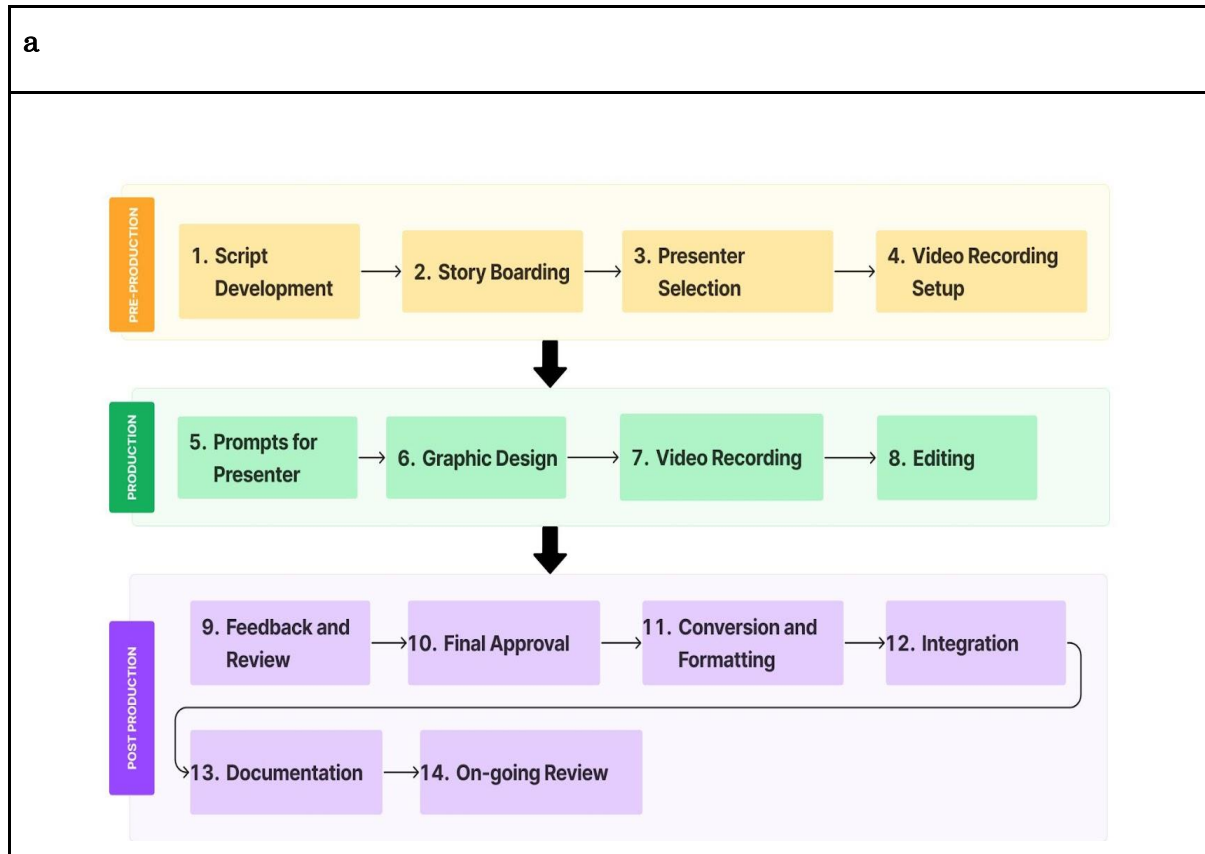 a
PRE-PRODUCTION
1. Script
Development
2. Story Boarding
3. Presenter
Selection
4. Video Recording
Setup
PRODUCTION
5. Prompts for
Presenter
6. Graphic Design
7. Video Recording
8. Editing
POST PRODUCTION
9. Feedback and
Review
10. Final Approval
11. Conversion and
Formatting
12. Integration
13. Documentation
14. On-going Review